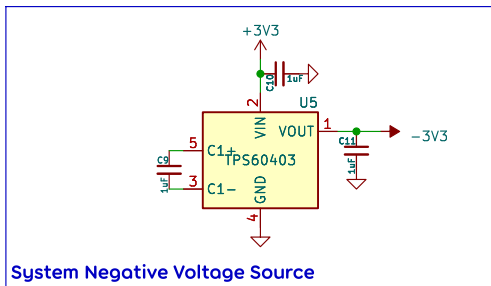 +3V3
C10
1uF
U5
2
VIN
VOUT
1
C11
1uF
-3V3
C9
1uF
5
C1+
TPS60403
3
C1-
GND
4
System Negative Voltage Source